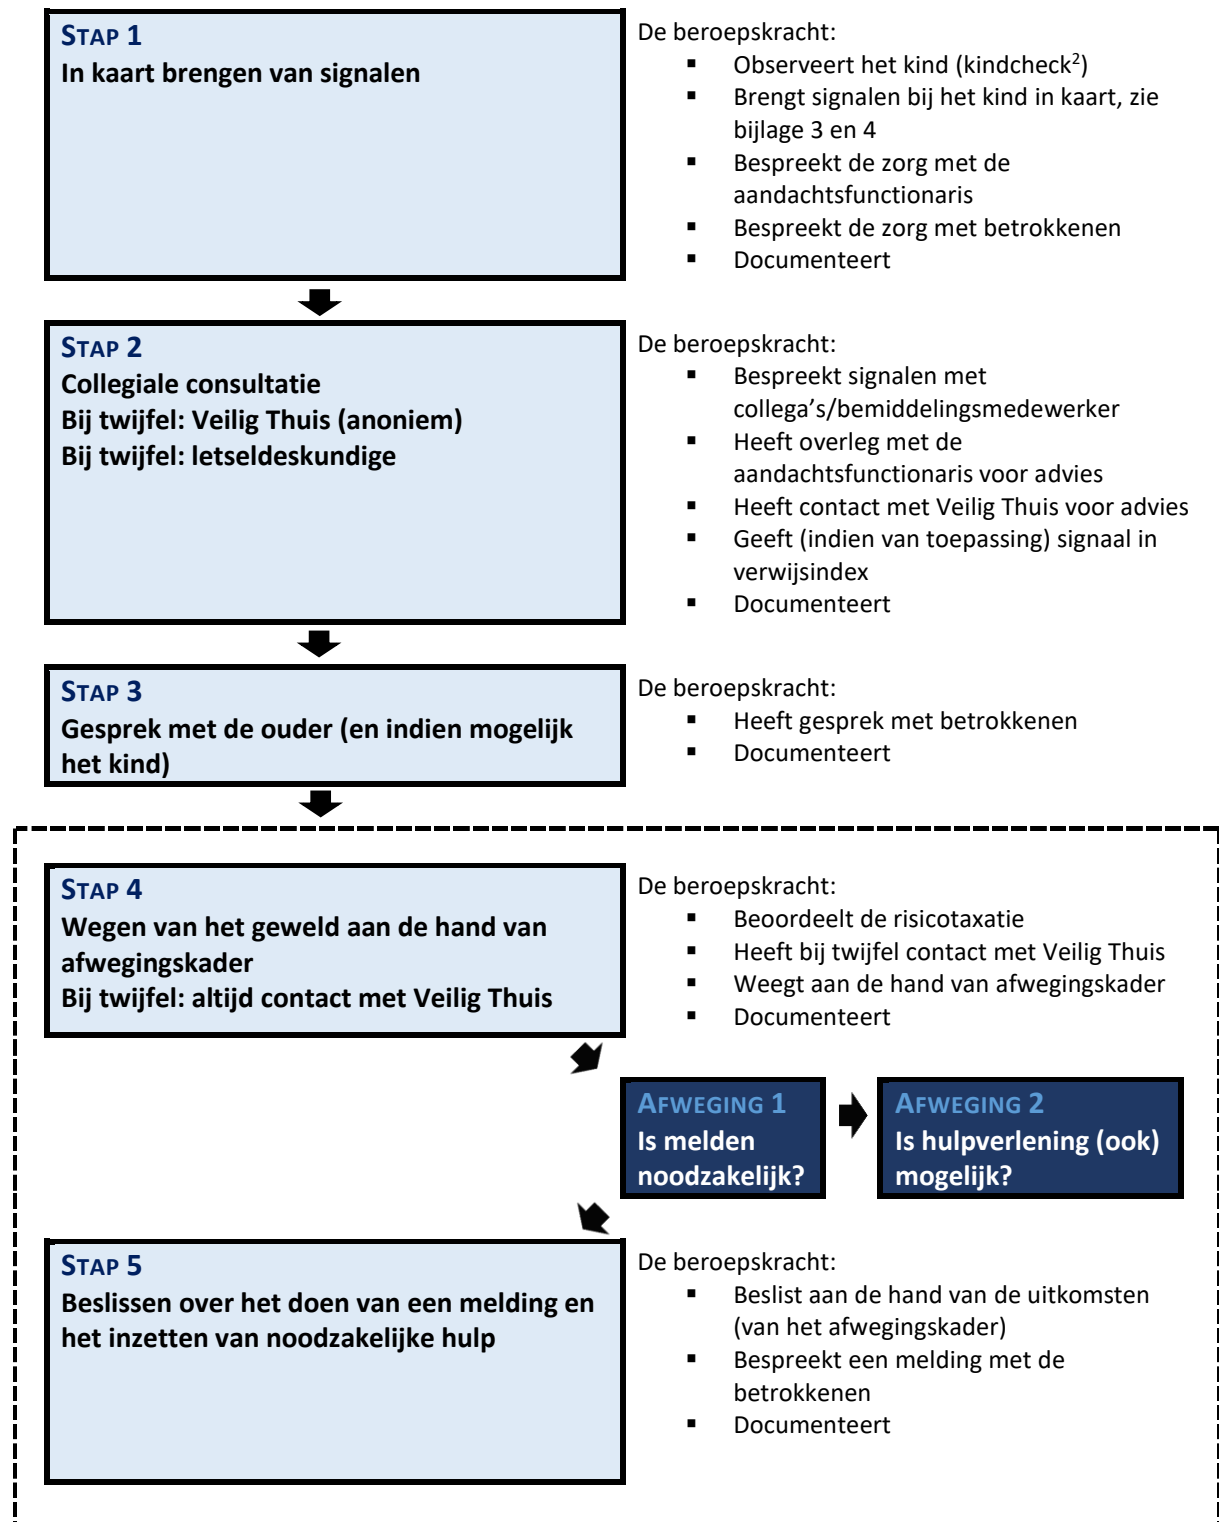 STAP 1
In kaart brengen van signalen
De beroepskracht:
▪ Observeert het kind (kindcheck²)
▪ Brengt signalen bij het kind in kaart, zie
bijlage 3 en 4
▪ Bespreekt de zorg met de
aandachtsfunctionaris
▪ Bespreekt de zorg met betrokkenen
▪ Documenteert
STAP 2
Collegiale consultatie
Bij twijfel: Veilig Thuis (anoniem)
Bij twijfel: letseldeskundige
De beroepskracht:
▪ Bespreekt signalen met
collega’s/bemiddelingsmedewerker
▪ Heeft overleg met de
aandachtsfunctionaris voor advies
▪ Heeft contact met Veilig Thuis voor advies
▪ Geeft (indien van toepassing) signaal in
verwijsindex
▪ Documenteert
STAP 3
Gesprek met de ouder (en indien mogelijk
het kind)
De beroepskracht:
▪ Heeft gesprek met betrokkenen
▪ Documenteert
STAP 4
Wegen van het geweld aan de hand van
afwegingskader
Bij twijfel: altijd contact met Veilig Thuis
De beroepskracht:
▪ Beoordeelt de risicotaxatie
▪ Heeft bij twijfel contact met Veilig Thuis
▪ Weegt aan de hand van afwegingskader
▪ Documenteert
AFWEGING 1
Is melden
noodzakelijk?
AFWEGING 2
Is hulpverlening (ook)
mogelijk?
STAP 5
Beslissen over het doen van een melding en
het inzetten van noodzakelijke hulp
De beroepskracht:
▪ Beslist aan de hand van de uitkomsten
(van het afwegingskader)
▪ Bespreekt een melding met de
betrokkenen
▪ Documenteert